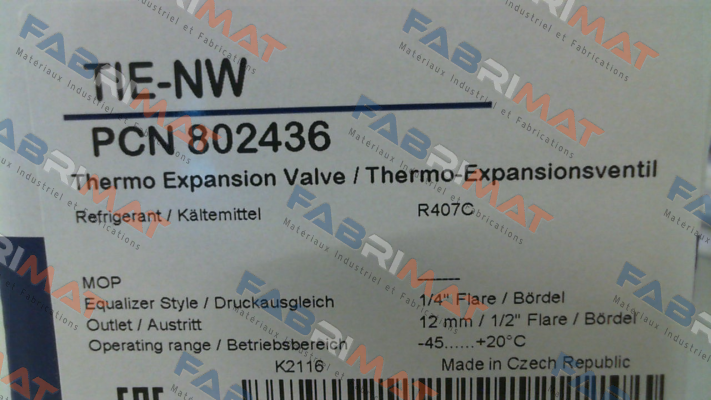 TIE-NW
PCN 802436
Thermo Expansion Valve / Thermo-Expansionsventil
Refrigerant / Kältemittel R407C
MOP ------
Equalizer Style / Druckausgleich 1/4" Flare / Bördel
Outlet / Austritt 12 mm / 1/2" Flare / Bördel
Operating range / Betriebsbereich -45......+20°C
K2116 Made in Czech Republic
EAC
FABRIMAT
Materiaux Industriel et Fabrications